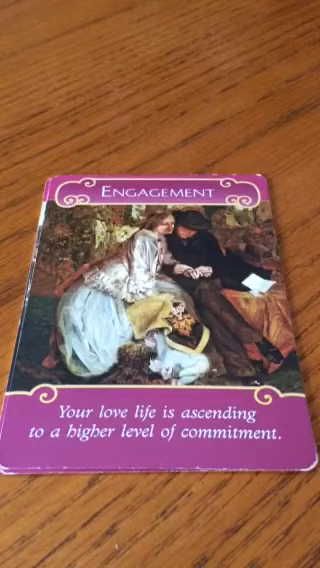 ENGAGEMENT
Your love life is ascending
to a higher level of commitment.